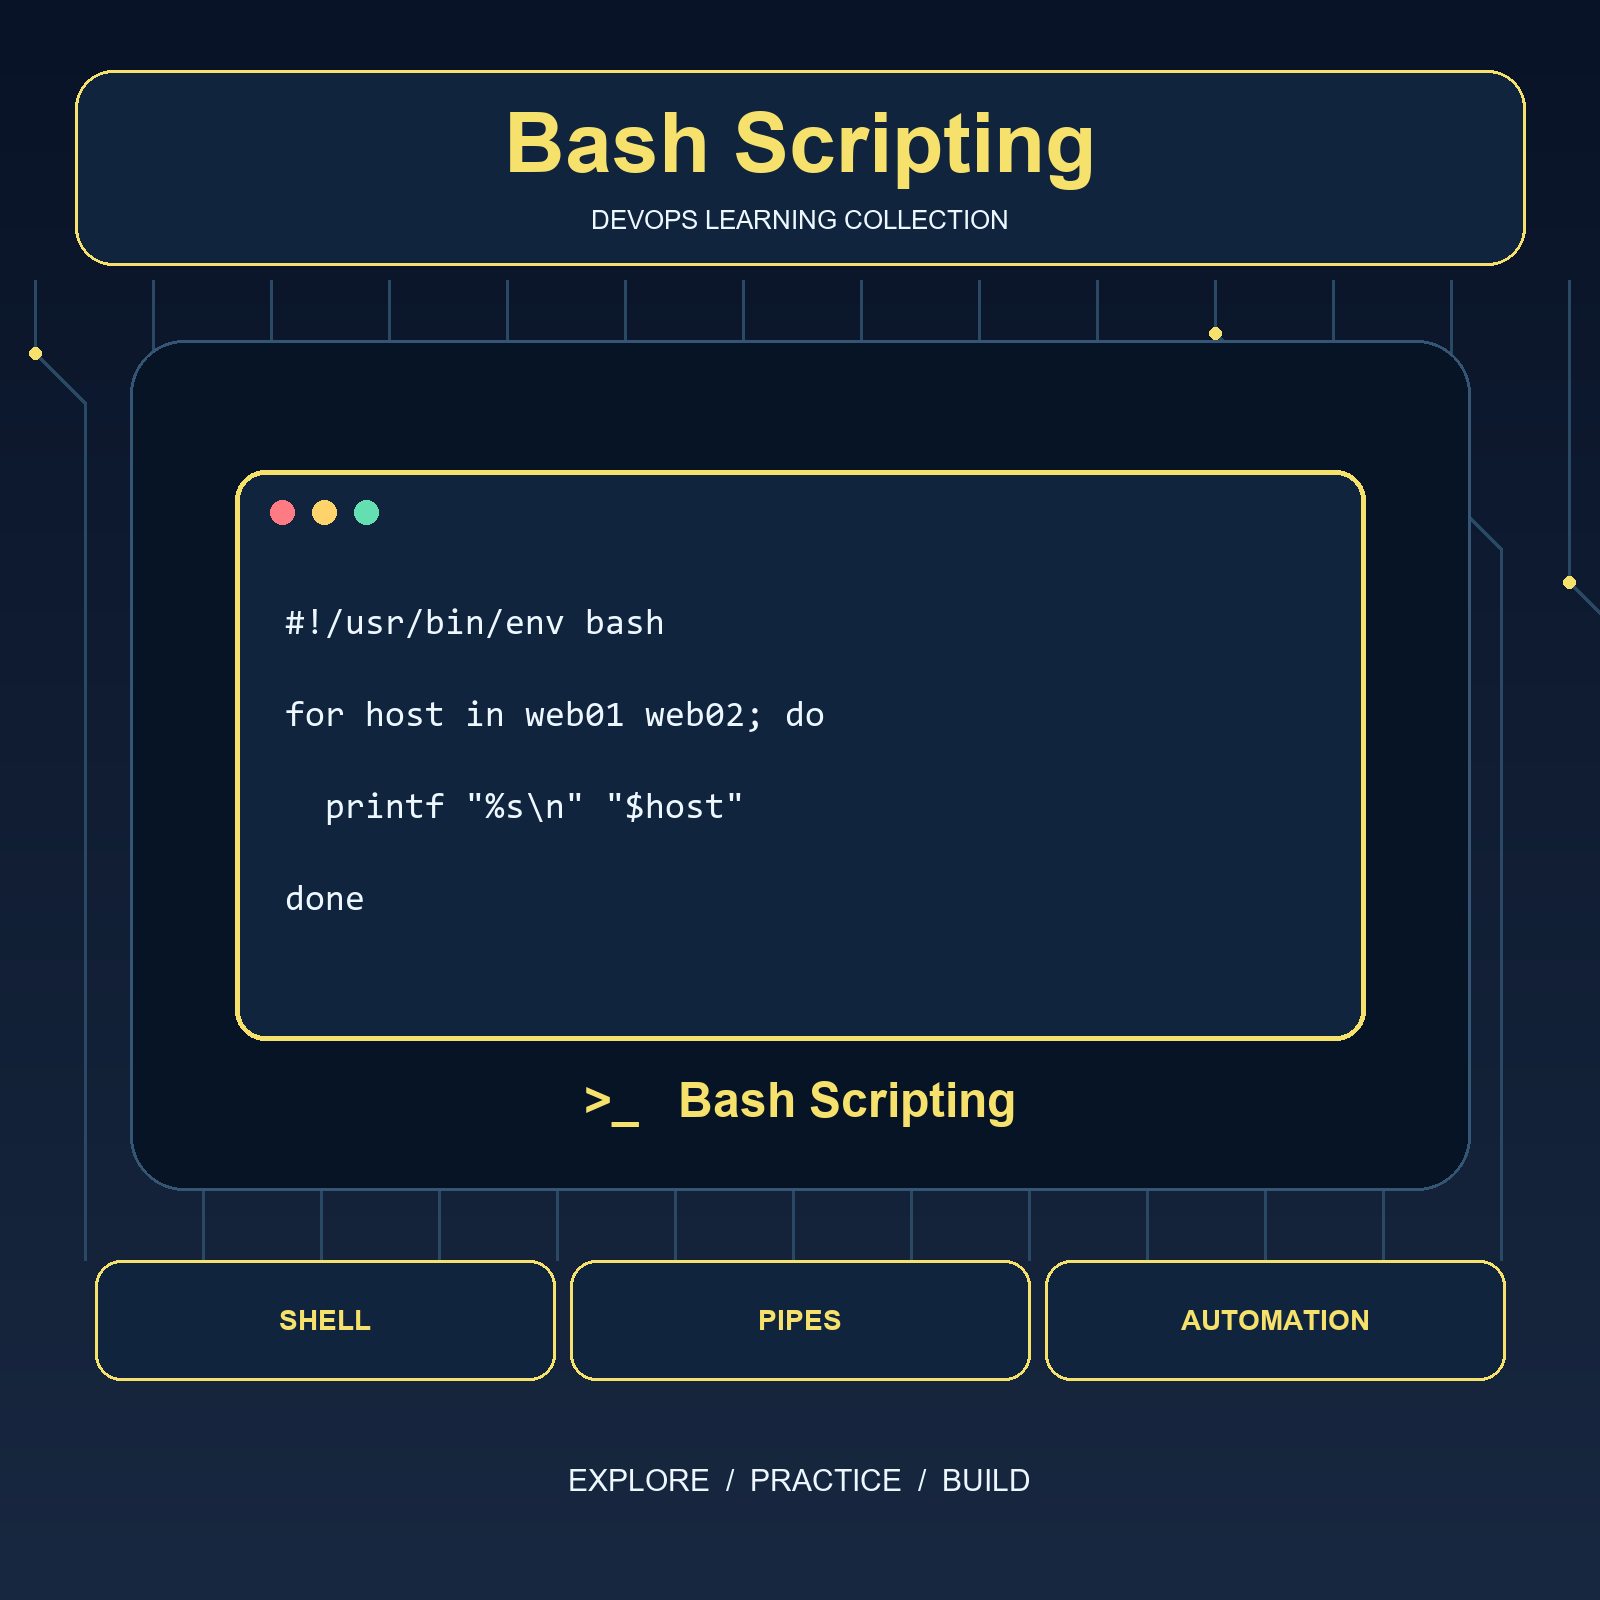 Bash Scripting
DEVOPS LEARNING COLLECTION
#!/usr/bin/env bash
for host in web01 web02; do
  printf "%s\n" "$host"
done
>_ Bash Scripting
SHELL
PIPES
AUTOMATION
EXPLORE / PRACTICE / BUILD